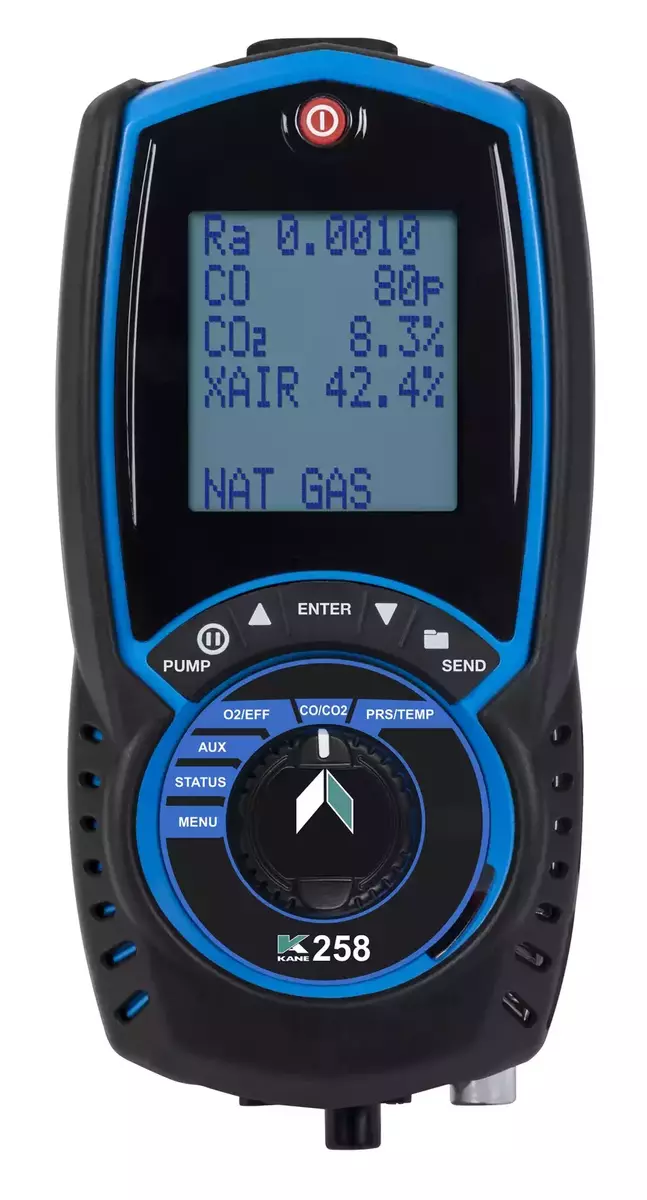 Ra 0.0010
CO 80p
CO₂ 8.3%
XAIR 42.4%
NAT GAS
ENTER
PUMP
SEND
O2/EFF
CO/CO2
PRS/TEMP
AUX
STATUS
MENU
KANE 258